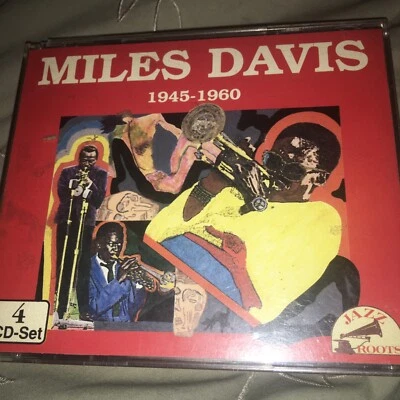 MILES DAVIS
1945-1960
4
CD-Set
JAZZ
ROOTS